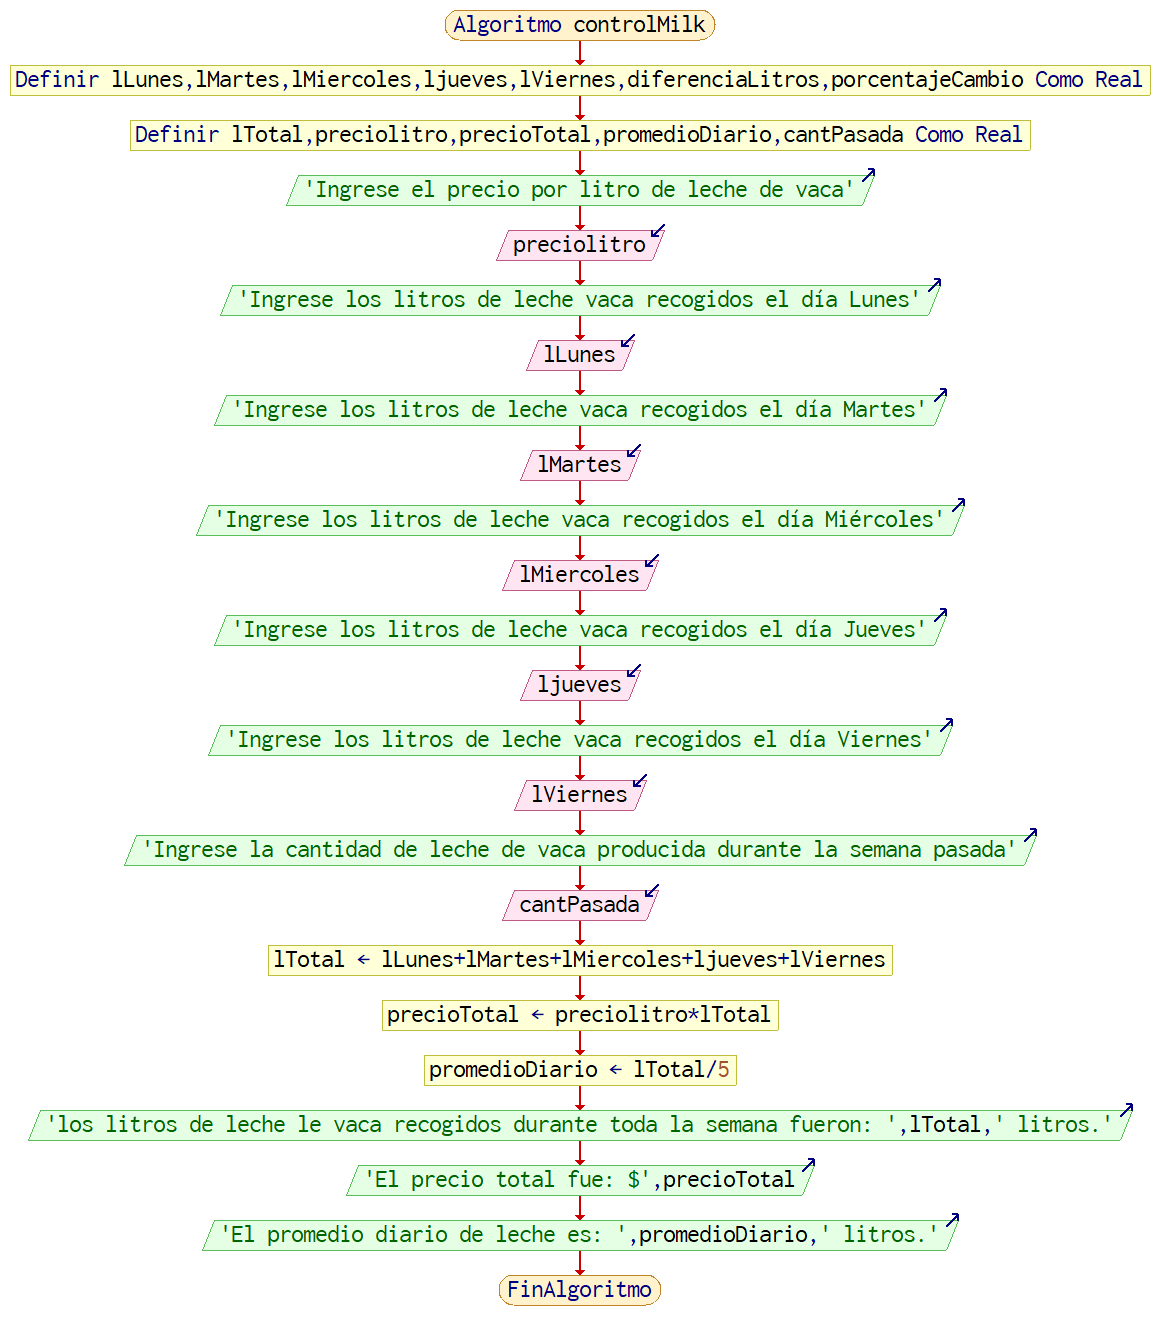 Algoritmo controlMilk
Definir lLunes,lMartes,lMiercoles,ljueves,lViernes,diferenciaLitros,porcentajeCambio Como Real
Definir lTotal,preciolitro,precioTotal,promedioDiario,cantPasada Como Real
'Ingrese el precio por litro de leche de vaca'
preciolitro
'Ingrese los litros de leche vaca recogidos el día Lunes'
lLunes
'Ingrese los litros de leche vaca recogidos el día Martes'
lMartes
'Ingrese los litros de leche vaca recogidos el día Miércoles'
lMiercoles
'Ingrese los litros de leche vaca recogidos el día Jueves'
ljueves
'Ingrese los litros de leche vaca recogidos el día Viernes'
lViernes
'Ingrese la cantidad de leche de vaca producida durante la semana pasada'
cantPasada
lTotal ← lLunes+lMartes+lMiercoles+ljueves+lViernes
precioTotal ← preciolitro*lTotal
promedioDiario ← lTotal/5
'los litros de leche le vaca recogidos durante toda la semana fueron: ',lTotal,' litros.'
'El precio total fue: $',precioTotal
'El promedio diario de leche es: ',promedioDiario,' litros.'
FinAlgoritmo